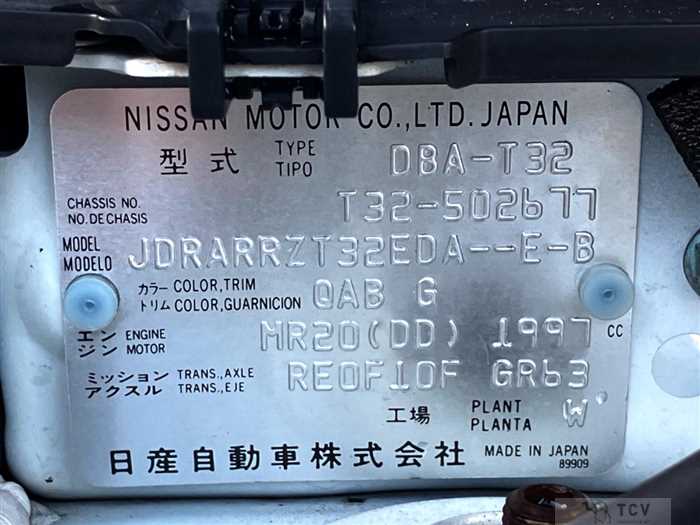 NISSAN MOTOR CO.,LTD. JAPAN
型式 TYPE TIPO DBA-T32
CHASSIS NO. NO. DE CHASIS T32-502677
MODEL MODELO JDRARRZT32EDA--E-B
カラー COLOR,TRIM トリム COLOR,GUARNICION QAB G
エンジン ENGINE MOTOR MR20(DD) 1997 CC
ミッション TRANS.,AXLE アクスル TRANS.,EJE RE0F10F GR63
工場 PLANT PLANTA W
日産自動車株式会社 MADE IN JAPAN
89909
TCV